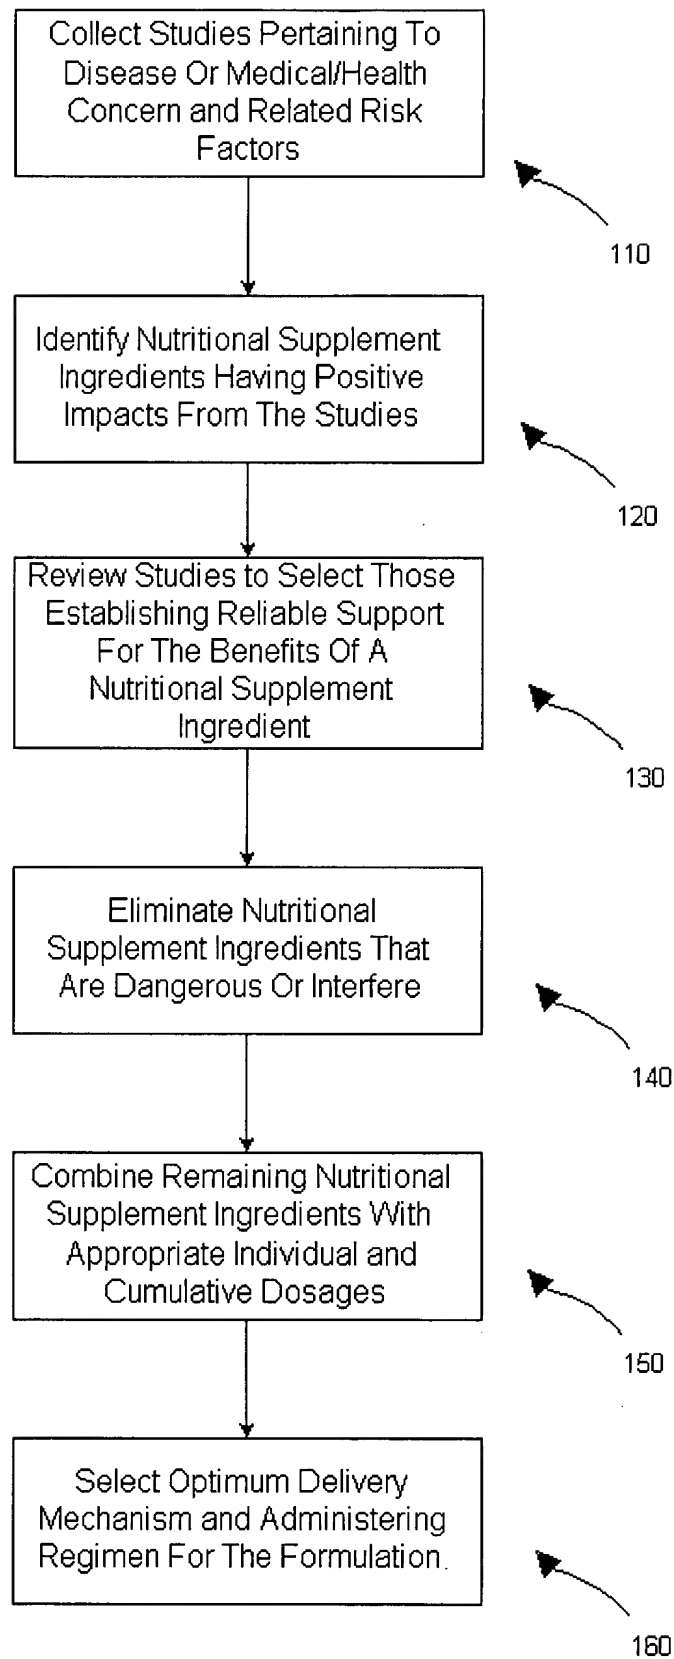 Collect Studies Pertaining To
Disease Or Medical/Health
Concern and Related Risk
Factors
110
Identify Nutritional Supplement
Ingredients Having Positive
Impacts From The Studies
120
Review Studies to Select Those
Establishing Reliable Support
For The Benefits Of A
Nutritional Supplement
Ingredient
130
Eliminate Nutritional
Supplement Ingredients That
Are Dangerous Or Interfere
140
Combine Remaining Nutritional
Supplement Ingredients With
Appropriate Individual and
Cumulative Dosages
150
Select Optimum Delivery
Mechanism and Administering
Regimen For The Formulation.
160